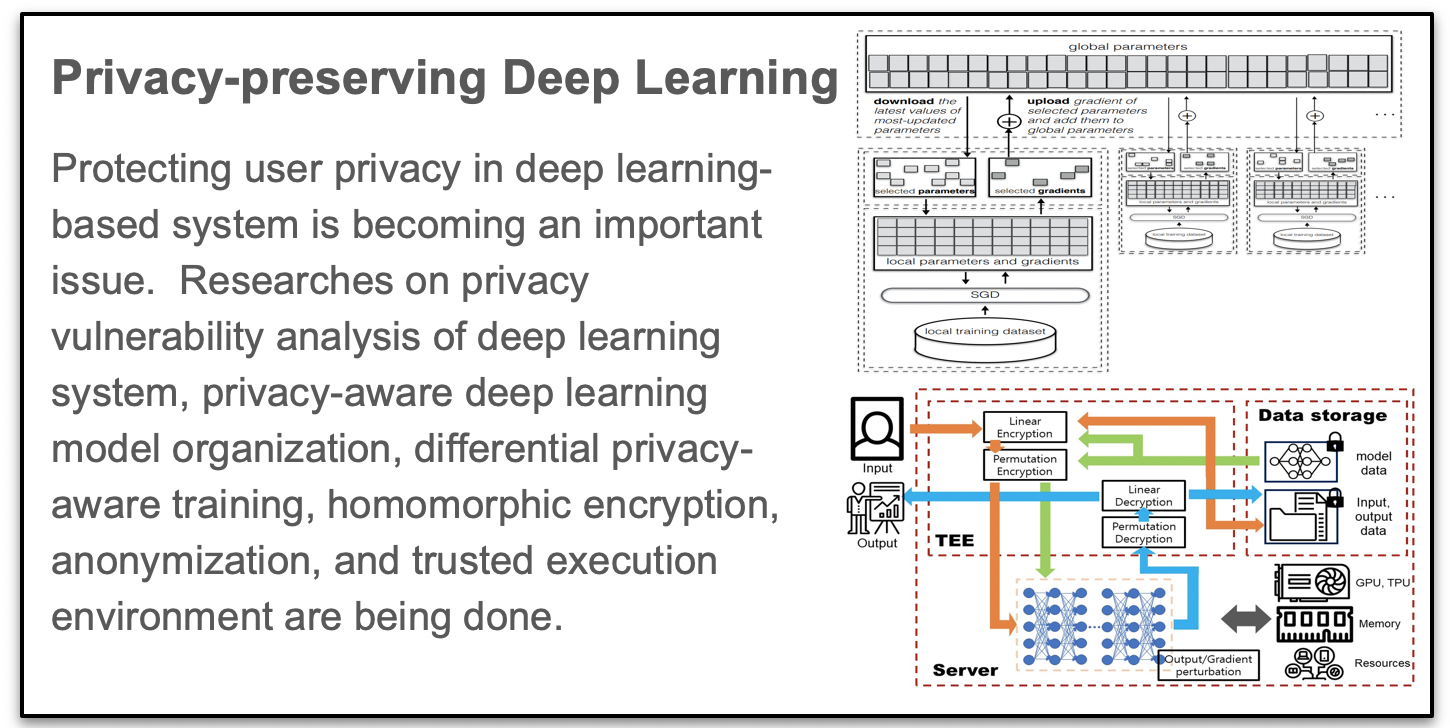 Privacy-preserving Deep Learning
Protecting user privacy in deep learning-
based system is becoming an important
issue.  Researches on privacy
vulnerability analysis of deep learning
system, privacy-aware deep learning
model organization, differential privacy-
aware training, homomorphic encryption,
anonymization, and trusted execution
environment are being done.
global parameters
download the
latest values of
most-updated
parameters
upload gradient of
selected parameters
and add them to
global parameters
. . .
selected parameters
selected gradients
local parameters and gradients
SGD
local training dataset
selected parameters
selected gradients
local parameters and gradients
SGD
local training dataset
selected parameters
selected gradients
local parameters and gradients
SGD
local training dataset
. . .
Input
Output
Linear
Encryption
Permutation
Encryption
Linear
Decryption
Permutation
Decryption
TEE
Data storage
model
data
Input,
output
data
GPU, TPU
Memory
Resources
Output/Gradient
perturbation
Server